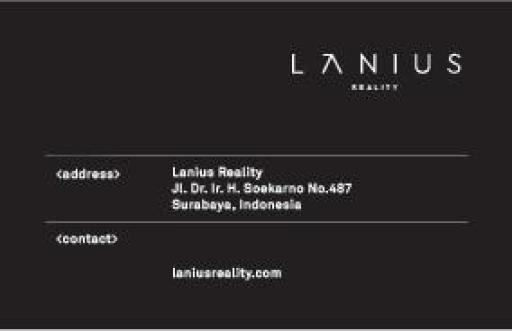 LANIUS
REALITY
<address>
Lanius Reality
Jl. Dr. Ir. H. Soekarno No.487
Surabaya, Indonesia
<contact>
laniusreality.com